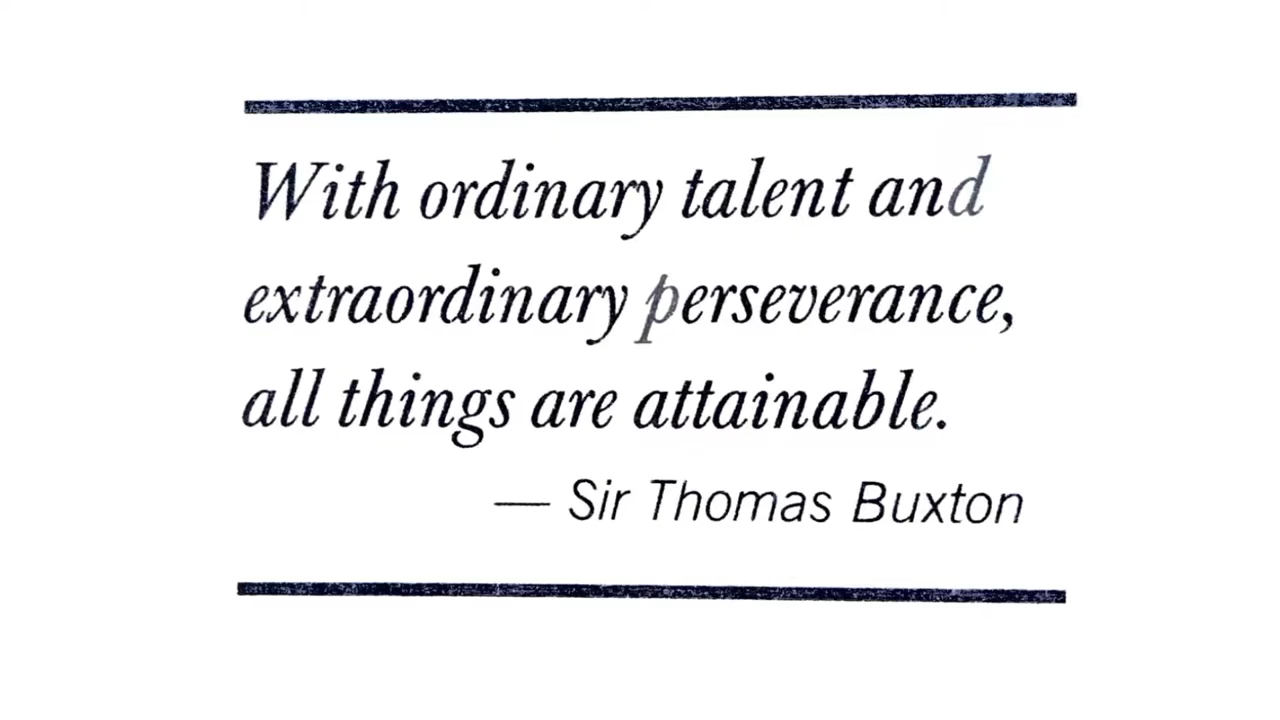 With ordinary talent and
extraordinary perseverance,
all things are attainable.
— Sir Thomas Buxton